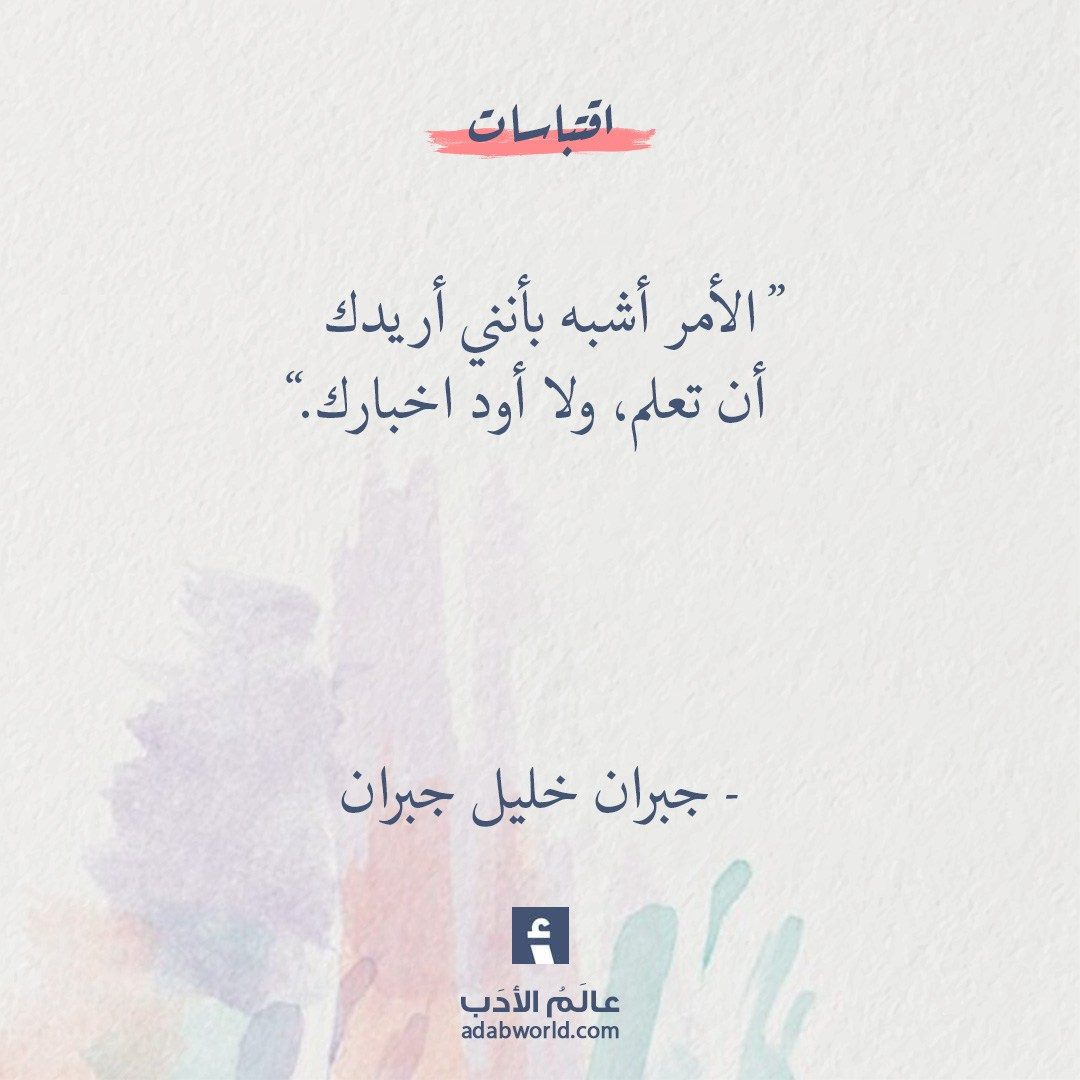 اقتباسات
” الأمر أشبه بأنني أريدك
أن تعلم، ولا أود اخبارك.“
- جبران خليل جبران
أ
عالَمُ الأدَب
adabworld.com